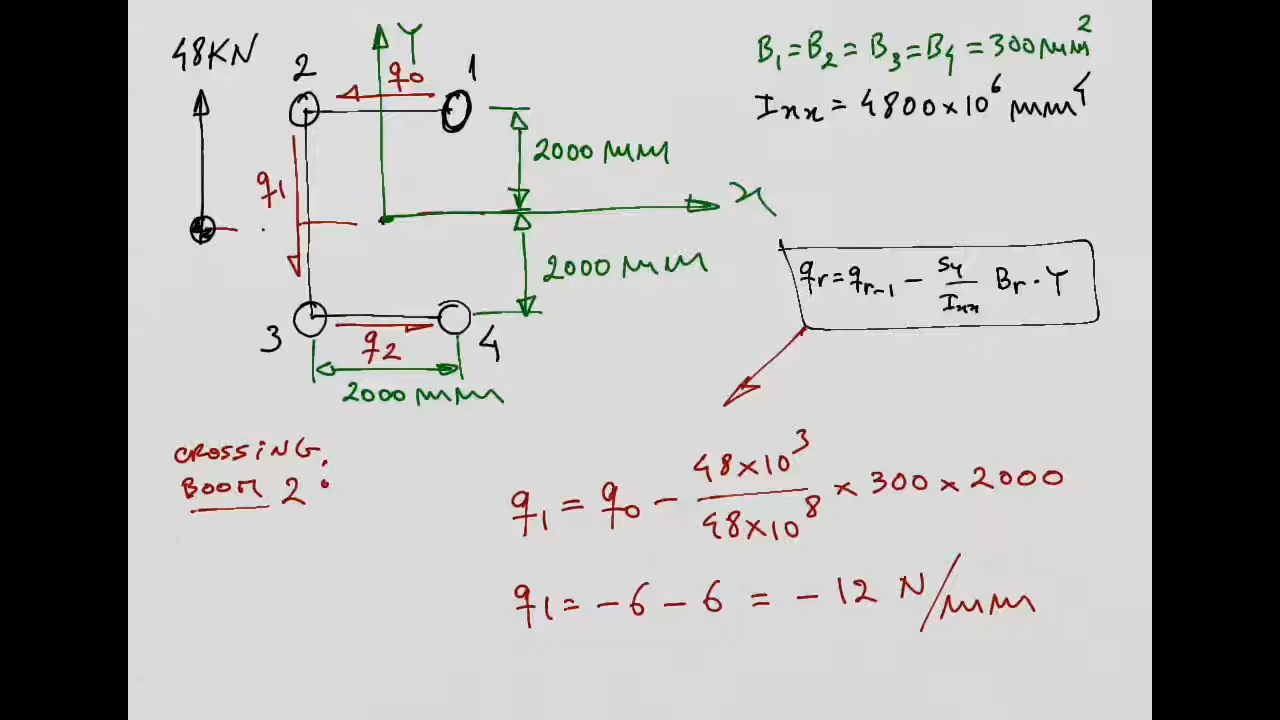 48KN
Y
2
q0
1
B1 = B2 = B3 = B4 = 300 mm²
Ixx = 4800×10⁶ mm⁴
2000 mm
q1
x
2000 mm
qr = qr-1 − Sy/Ixx Br · Y
3
q2
4
2000 mm
CROSSING
BOOM 2 :
q1 = q0 − 48×10³/48×10⁸ × 300 × 2000
q1 = −6 − 6 = −12 N/mm